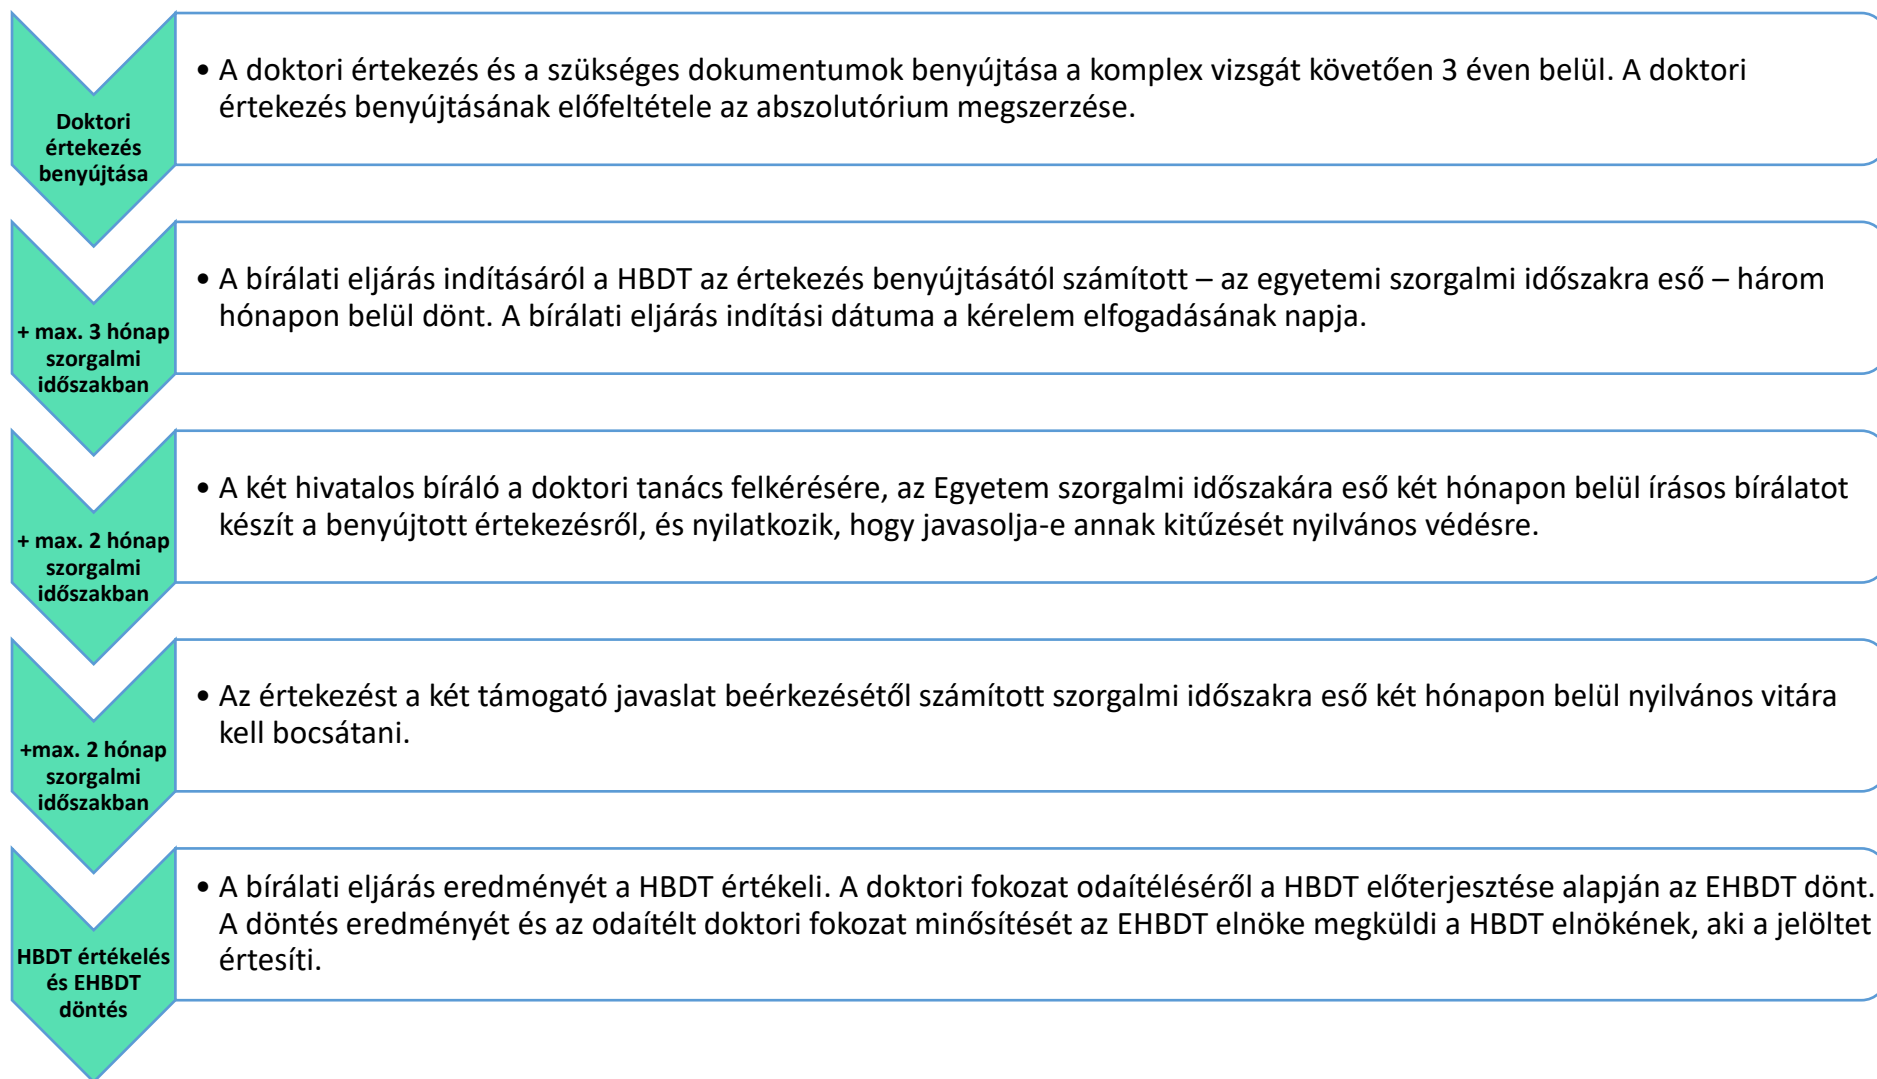 Doktori
értekezés
benyújtása
• A doktori értekezés és a szükséges dokumentumok benyújtása a komplex vizsgát követően 3 éven belül. A doktori
értekezés benyújtásának előfeltétele az abszolutórium megszerzése.
+ max. 3 hónap
szorgalmi
időszakban
• A bírálati eljárás indításáról a HBDT az értekezés benyújtásától számított – az egyetemi szorgalmi időszakra eső – három
hónapon belül dönt. A bírálati eljárás indítási dátuma a kérelem elfogadásának napja.
+ max. 2 hónap
szorgalmi
időszakban
• A két hivatalos bíráló a doktori tanács felkérésére, az Egyetem szorgalmi időszakára eső két hónapon belül írásos bírálatot
készít a benyújtott értekezésről, és nyilatkozik, hogy javasolja-e annak kitűzését nyilvános védésre.
+max. 2 hónap
szorgalmi
időszakban
• Az értekezést a két támogató javaslat beérkezésétől számított szorgalmi időszakra eső két hónapon belül nyilvános vitára
kell bocsátani.
HBDT értékelés
és EHBDT
döntés
• A bírálati eljárás eredményét a HBDT értékeli. A doktori fokozat odaítéléséről a HBDT előterjesztése alapján az EHBDT dönt.
A döntés eredményét és az odaítélt doktori fokozat minősítését az EHBDT elnöke megküldi a HBDT elnökének, aki a jelöltet
értesíti.